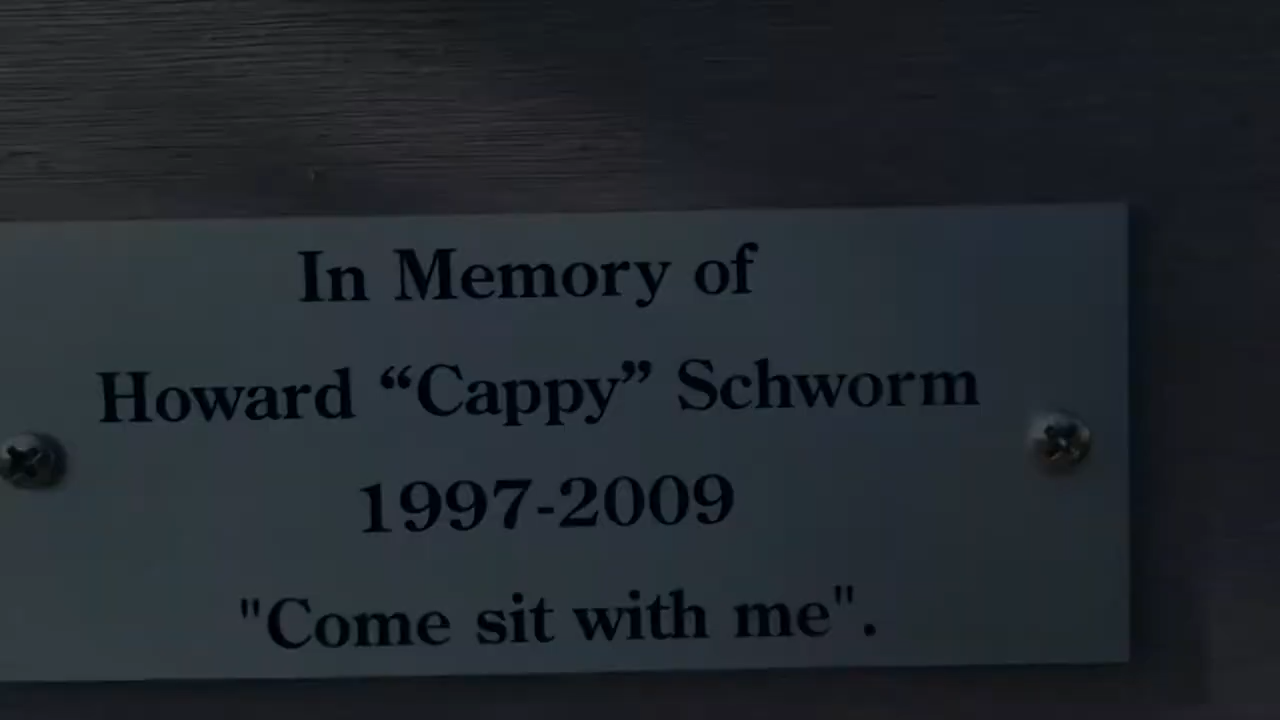 In Memory of
Howard “Cappy” Schworm
1997-2009
"Come sit with me".